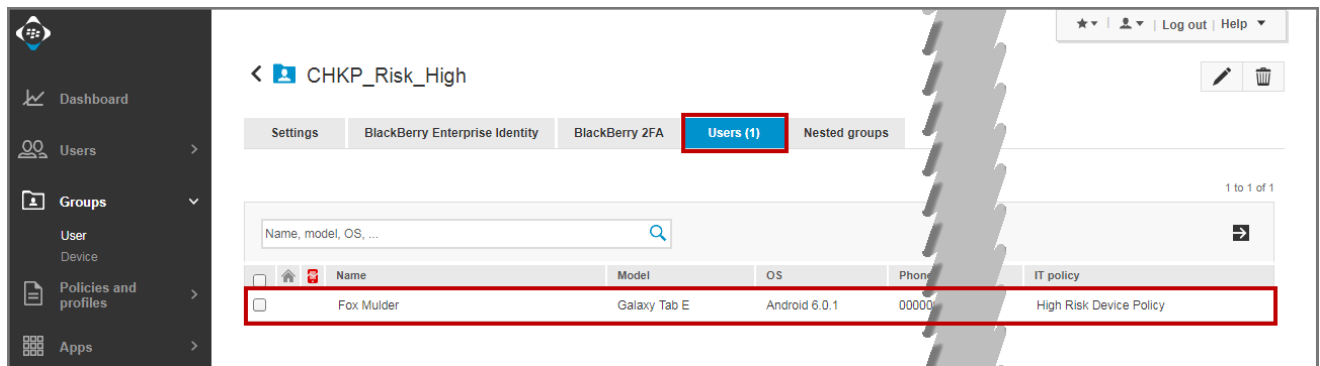 Log out | Help
CHKP_Risk_High
Dashboard
Settings BlackBerry Enterprise Identity BlackBerry 2FA Users (1) Nested groups
Users
1 to 1 of 1
Groups
User
Name, model, OS, ...
Device
Name Model OS Phone IT policy
Policies and
profiles
Fox Mulder Galaxy Tab E Android 6.0.1 00000 High Risk Device Policy
Apps